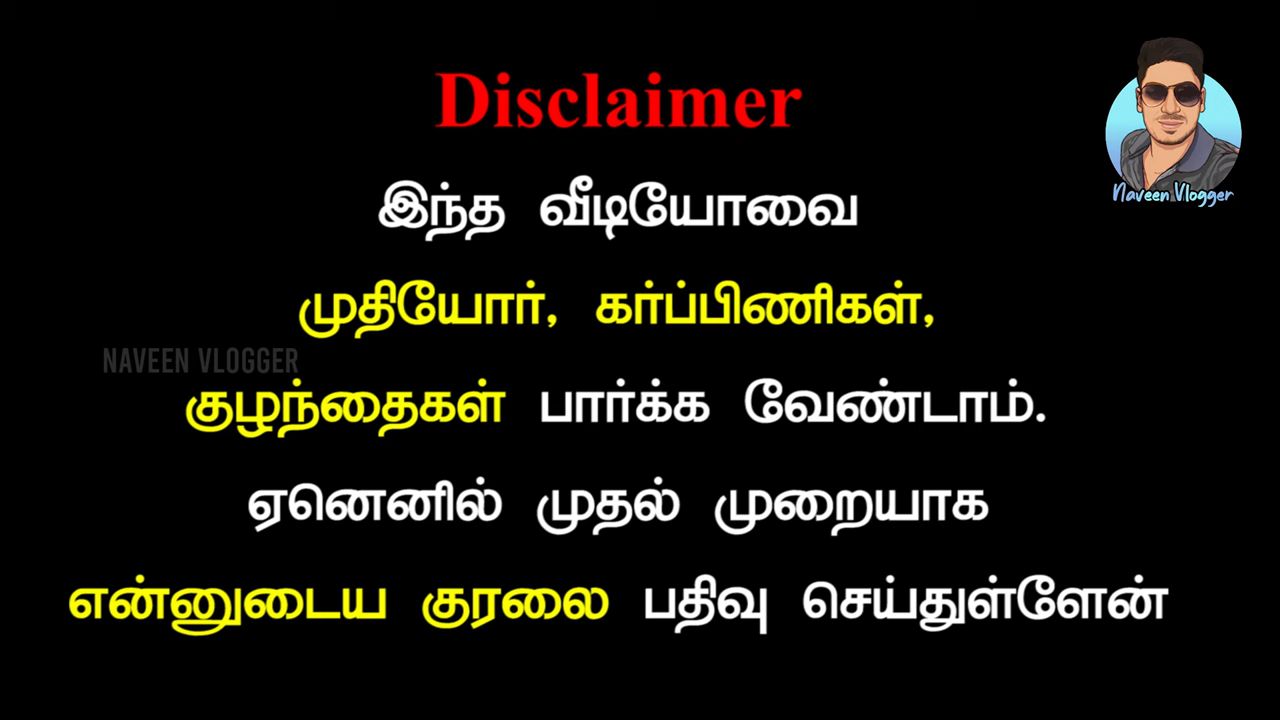 Disclaimer
Naveen Vlogger
இந்த வீடியோவை
முதியோர், கர்ப்பிணிகள்,
NAVEEN VLOGGER
குழந்தைகள் பார்க்க வேண்டாம்.
ஏனெனில் முதல் முறையாக
என்னுடைய குரலை பதிவு செய்துள்ளேன்